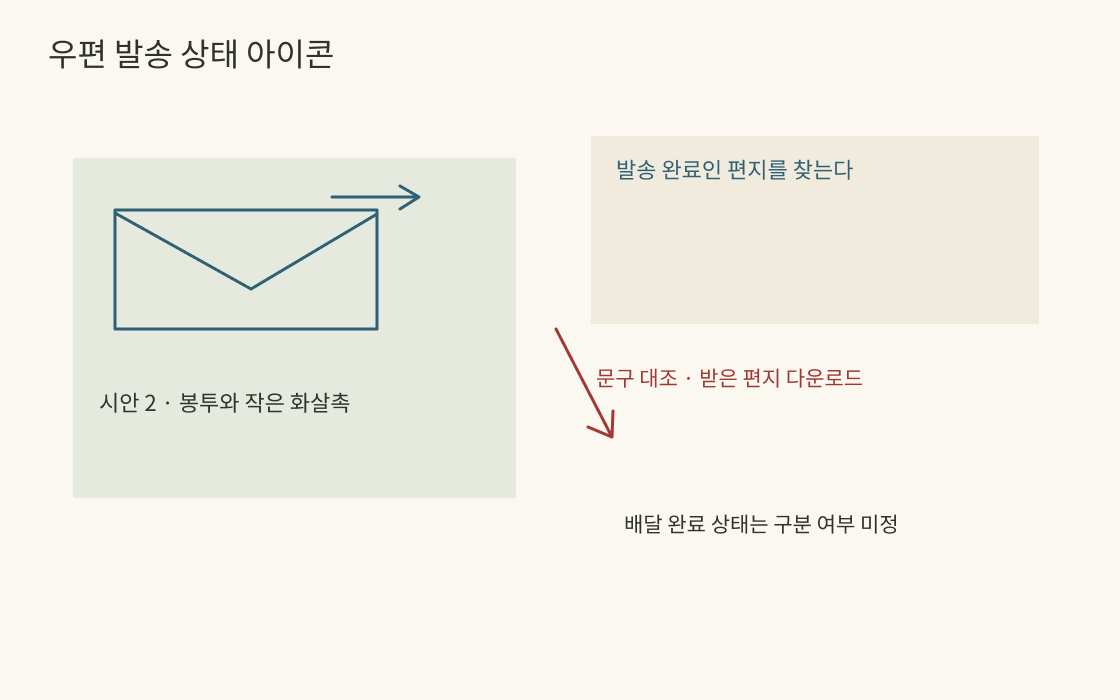 우편 발송 상태 아이콘
발송 완료인 편지를 찾는다
시안 2 · 봉투와 작은 화살촉
문구 대조 · 받은 편지 다운로드
배달 완료 상태는 구분 여부 미정